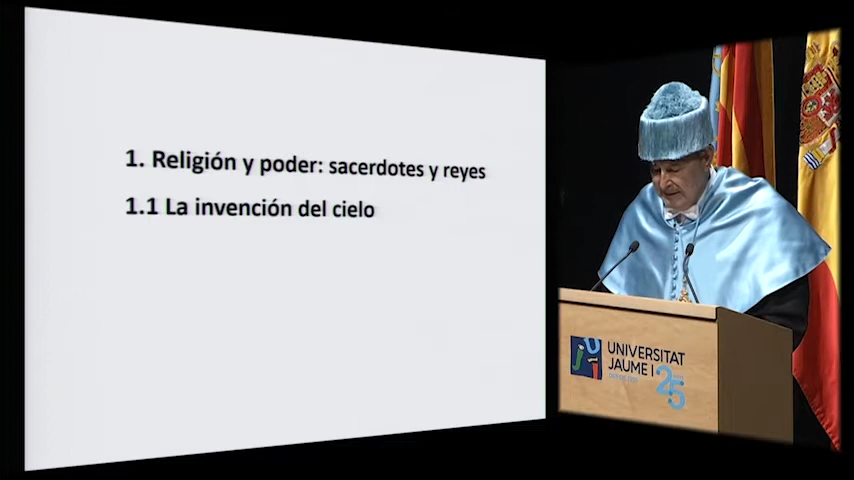 1. Religión y poder: sacerdotes y reyes
1.1 La invención del cielo
UNIVERSITAT
JAUME I
25